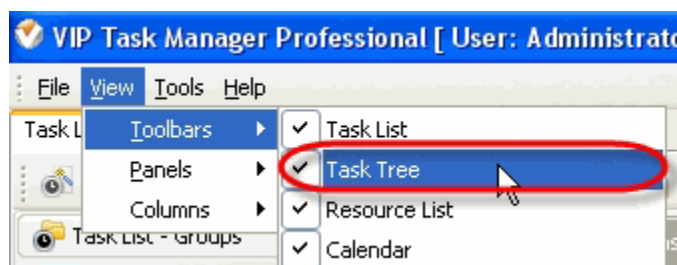 VIP Task Manager Professional [ User: Administrato
File View Tools Help
Task L
Toolbars
Task List
Panels
Task Tree
Columns
Resource List
Task List - Groups
Calendar